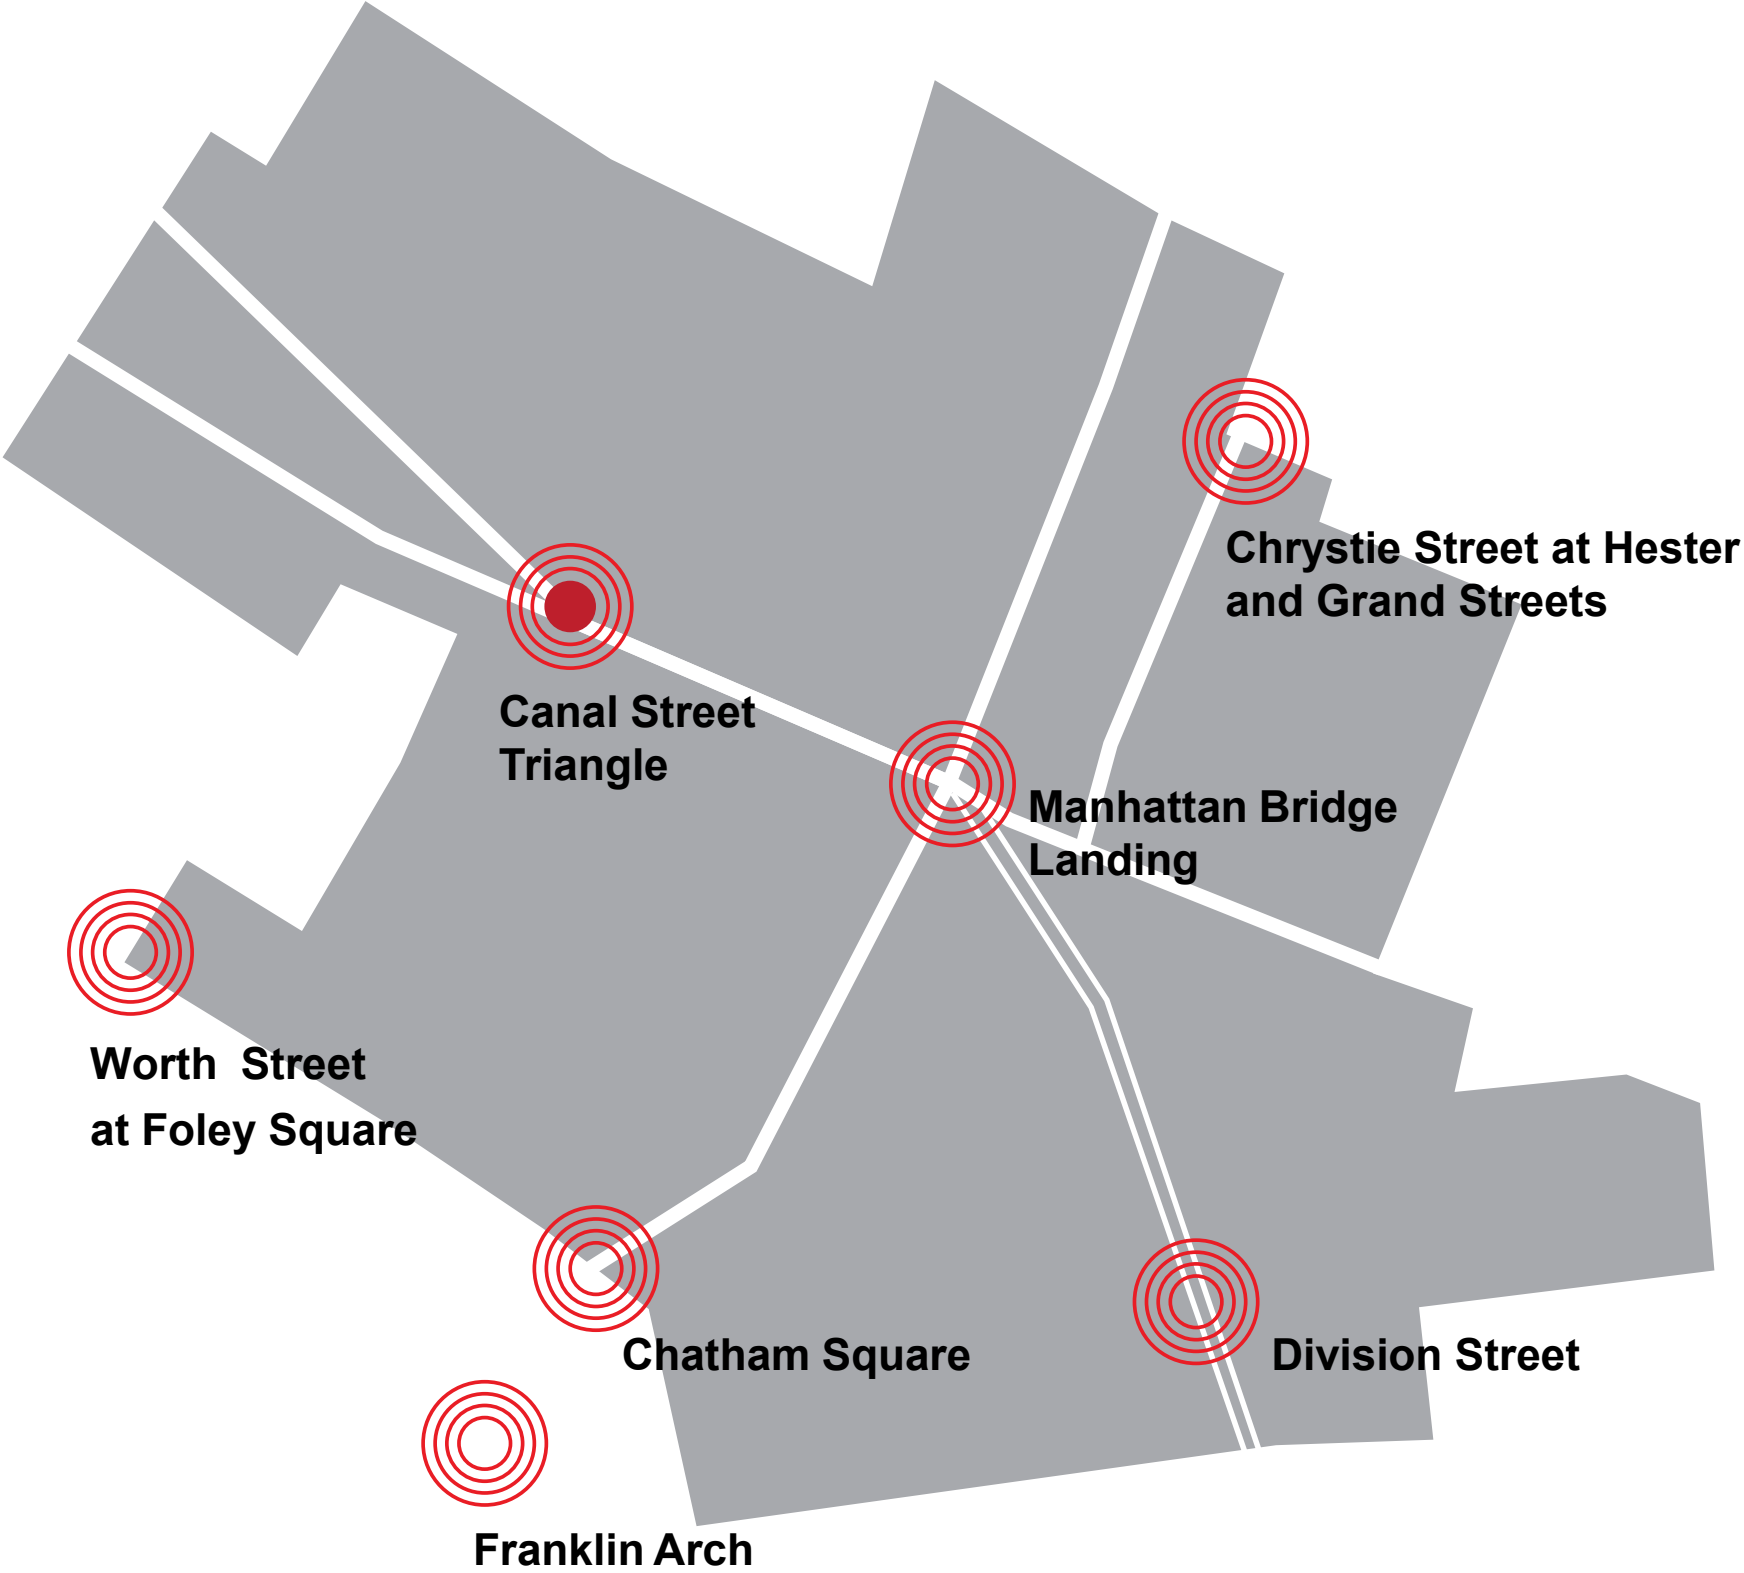 Chrystie Street at Hester
and Grand Streets
Canal Street
Triangle
Manhattan Bridge
Landing
Worth Street
at Foley Square
Chatham Square
Division Street
Franklin Arch